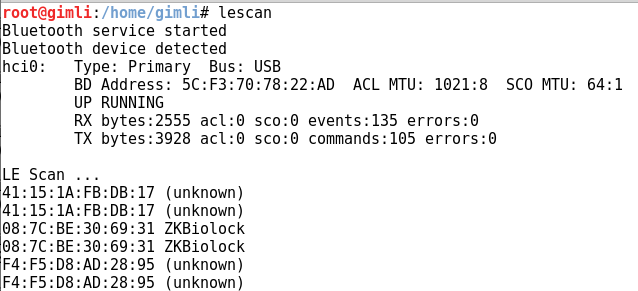 root@gimli:/home/gimli# lescan
Bluetooth service started
Bluetooth device detected
hci0:   Type: Primary  Bus: USB
        BD Address: 5C:F3:70:78:22:AD  ACL MTU: 1021:8  SCO MTU: 64:1
        UP RUNNING
        RX bytes:2555 acl:0 sco:0 events:135 errors:0
        TX bytes:3928 acl:0 sco:0 commands:105 errors:0

LE Scan ...
41:15:1A:FB:DB:17 (unknown)
41:15:1A:FB:DB:17 (unknown)
08:7C:BE:30:69:31 ZKBiolock
08:7C:BE:30:69:31 ZKBiolock
F4:F5:D8:AD:28:95 (unknown)
F4:F5:D8:AD:28:95 (unknown)